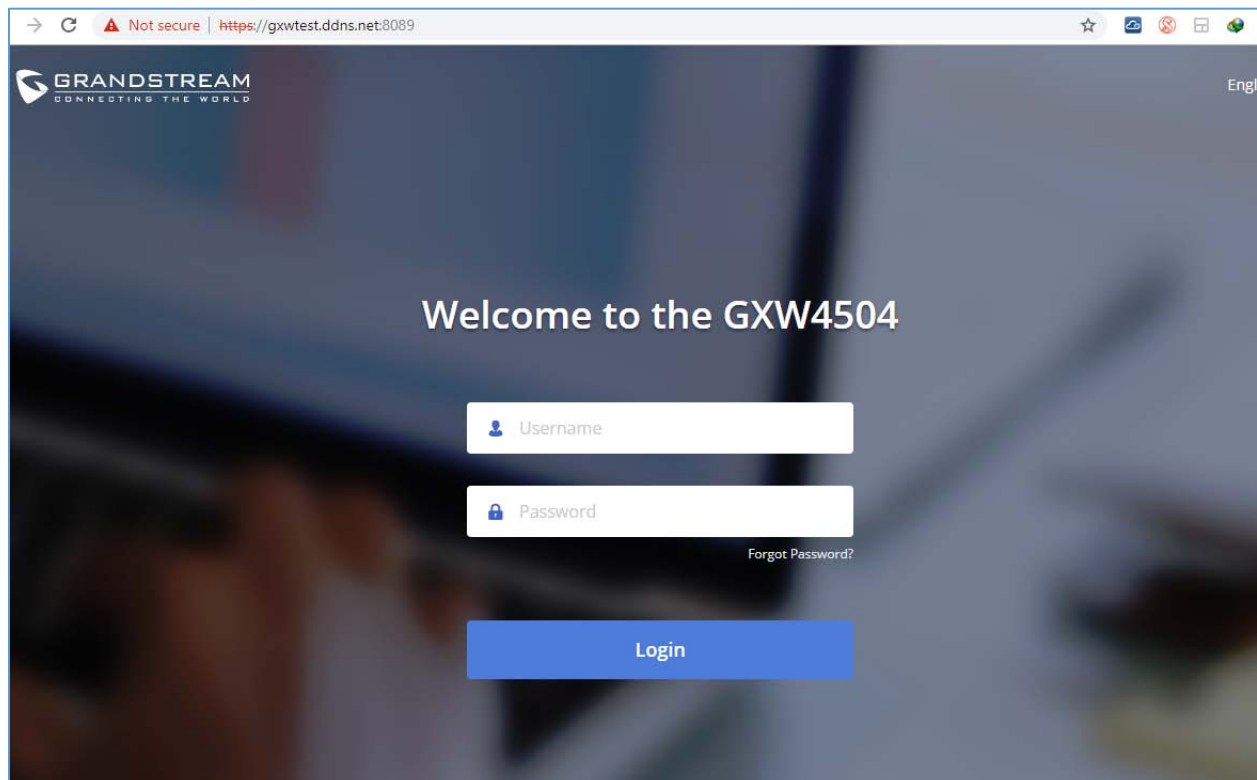 Not secure | https://gxwtest.ddns.net:8089
GRANDSTREAM
CONNECTING THE WORLD
Engl
Welcome to the GXW4504
Username
Password
Forgot Password?
Login